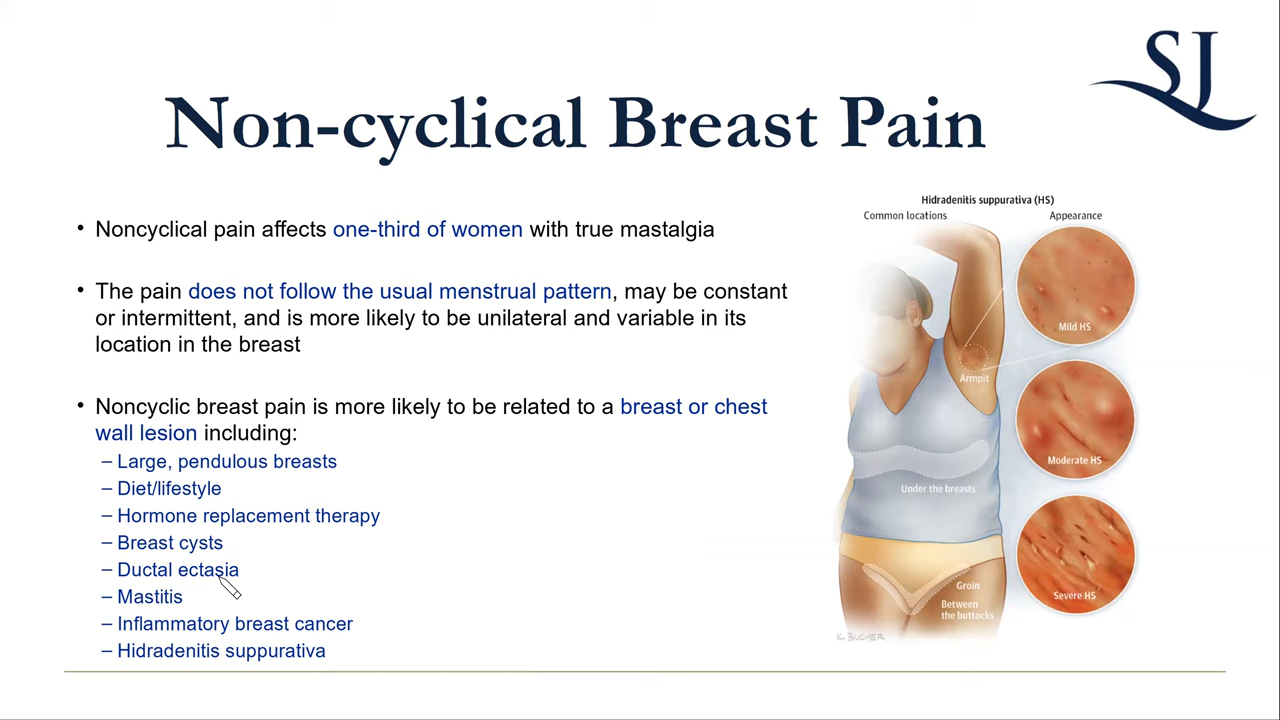 SJ
Non-cyclical Breast Pain
• Noncyclical pain affects one-third of women with true mastalgia
• The pain does not follow the usual menstrual pattern, may be constant
or intermittent, and is more likely to be unilateral and variable in its
location in the breast
• Noncyclic breast pain is more likely to be related to a breast or chest
wall lesion including:
– Large, pendulous breasts
– Diet/lifestyle
– Hormone replacement therapy
– Breast cysts
– Ductal ectasia
– Mastitis
– Inflammatory breast cancer
– Hidradenitis suppurativa
Hidradenitis suppurativa (HS)
Common locations
Appearance
Mild HS
Armpit
Moderate HS
Under the breasts
Groin
Between
the buttocks
Severe HS
K. BUCHER